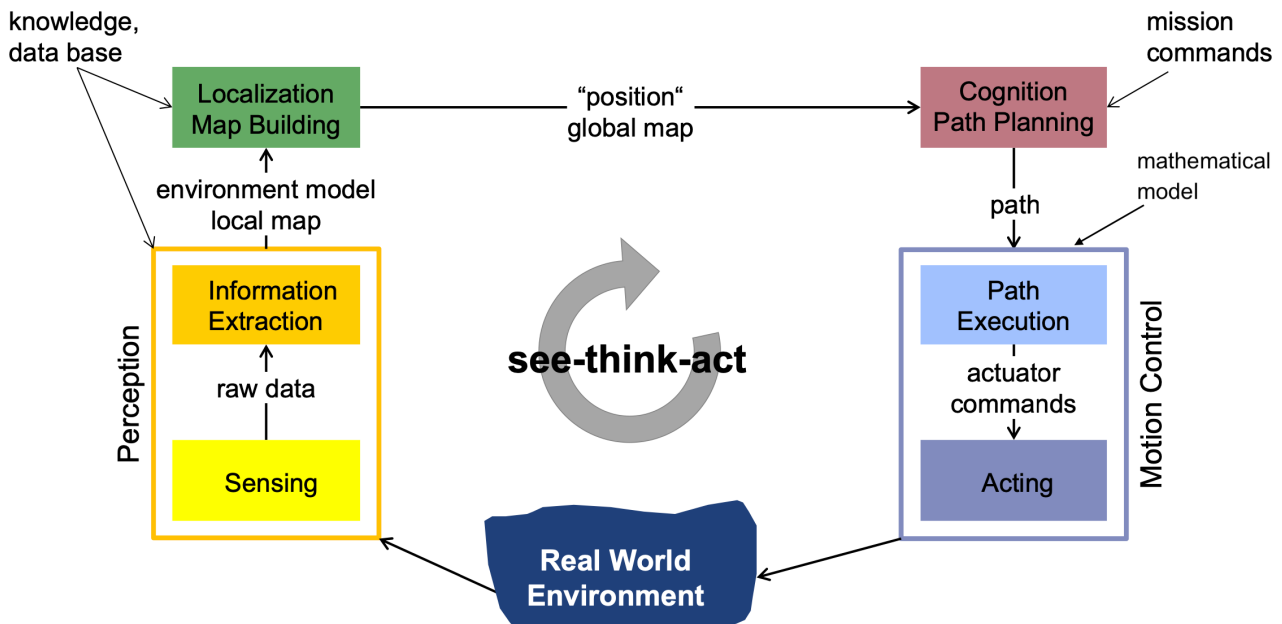 knowledge,
data base
mission
commands
Localization
Map Building
“position“
global map
Cognition
Path Planning
mathematical
model
environment model
local map
path
Perception
Information
Extraction
raw data
Sensing
see-think-act
Path
Execution
actuator
commands
Acting
Motion Control
Real World
Environment